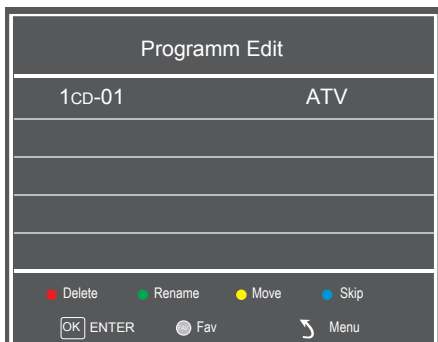 Programm Edit
1CD-01 ATV
Delete Rename Move Skip
OK ENTER Fav Menu